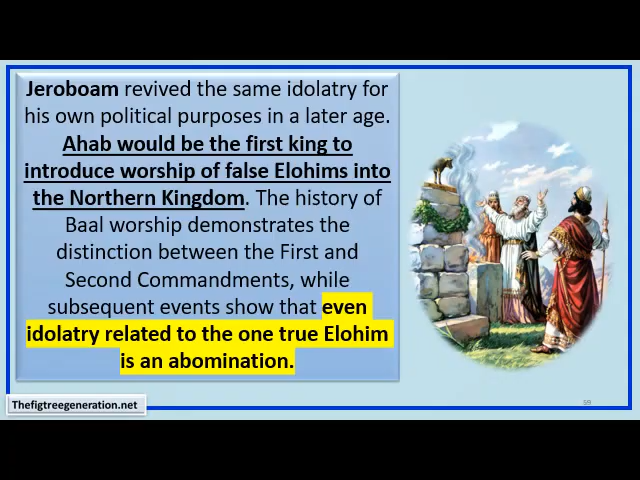 Jeroboam revived the same idolatry for
his own political purposes in a later age.
Ahab would be the first king to
introduce worship of false Elohims into
the Northern Kingdom. The history of
Baal worship demonstrates the
distinction between the First and
Second Commandments, while
subsequent events show that even
idolatry related to the one true Elohim
is an abomination.
Thefigtreegeneration.net
59